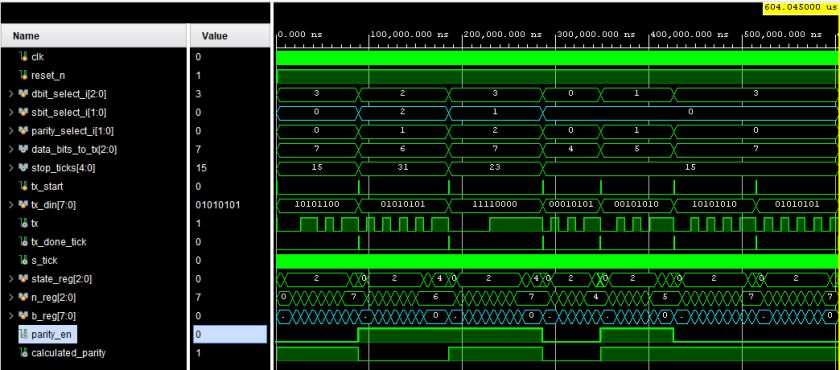 604.045000 us
Name Value
0.000 ns 100,000.000 ns 200,000.000 ns 300,000.000 ns 400,000.000 ns 500,000.000 ns
clk 0
reset_n 1
dbit_select_i[2:0] 3 3 2 3 0 1 3
sbit_select_i[1:0] 0 0 2 1 0
parity_select_i[1:0] 0 0 1 2 0 1 0
data_bits_to_tx[2:0] 7 7 6 7 4 5 7
stop_ticks[4:0] 15 15 31 23 15
tx_start 0
tx_din[7:0] 01010101 10101100 01010101 11110000 00010101 00101010 10101010 01010101
tx 1
tx_done_tick 0
s_tick 0
state_reg[2:0] 0 2 0 2 4 0 2 4 0 2 0 2 0 2 0 2
n_reg[2:0] 7 0 7 6 7 4 5 7 7
b_reg[7:0] 0 0 0 0
parity_en 0
calculated_parity 1